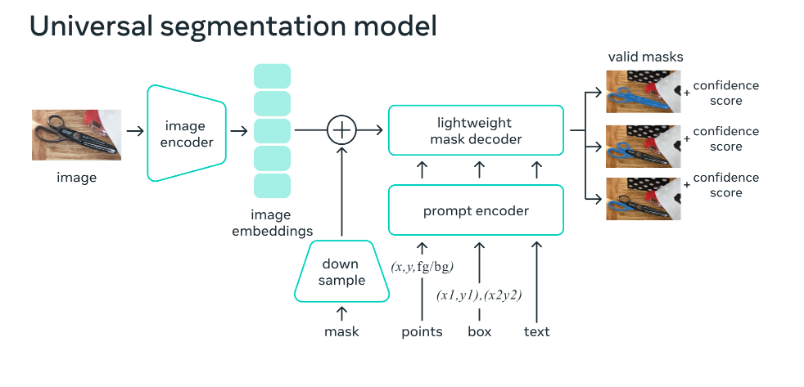 Universal segmentation model
image
image
encoder
image
embeddings
+
down
sample
mask
lightweight
mask decoder
prompt encoder
(x,y,fg/bg)
(x1,y1),(x2y2)
points
box
text
valid masks
+ confidence
score
+ confidence
score
+ confidence
score